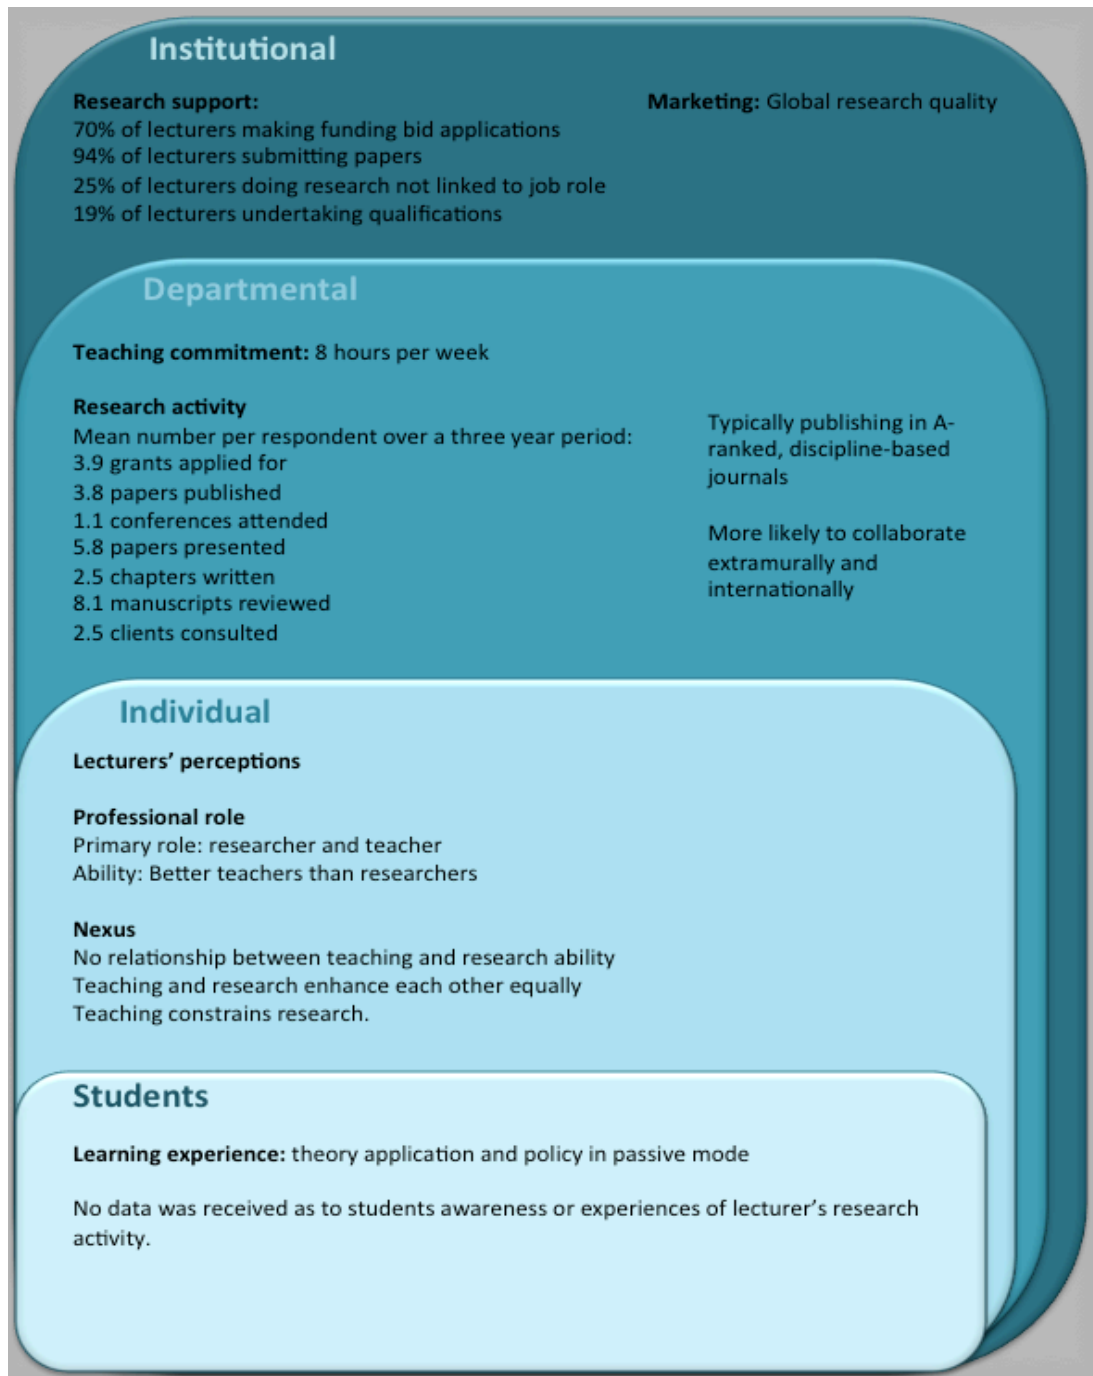 Institutional
Research support:
70% of lecturers making funding bid applications
94% of lecturers submitting papers
25% of lecturers doing research not linked to job role
19% of lecturers undertaking qualifications
Marketing: Global research quality
Departmental
Teaching commitment: 8 hours per week
Research activity
Mean number per respondent over a three year period:
3.9 grants applied for
3.8 papers published
1.1 conferences attended
5.8 papers presented
2.5 chapters written
8.1 manuscripts reviewed
2.5 clients consulted
Typically publishing in A-
ranked, discipline-based
journals
More likely to collaborate
extramurally and
internationally
Individual
Lecturers’ perceptions
Professional role
Primary role: researcher and teacher
Ability: Better teachers than researchers
Nexus
No relationship between teaching and research ability
Teaching and research enhance each other equally
Teaching constrains research.
Students
Learning experience: theory application and policy in passive mode
No data was received as to students awareness or experiences of lecturer’s research
activity.